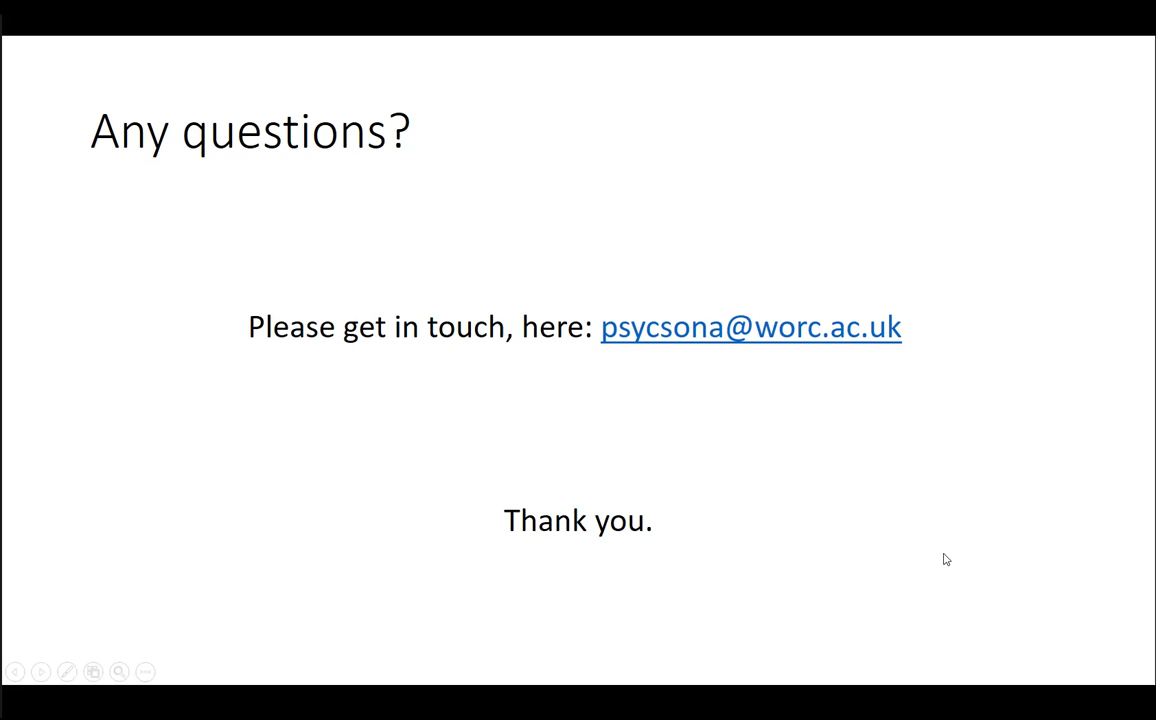 Any questions?
Please get in touch, here: psycsona@worc.ac.uk
Thank you.